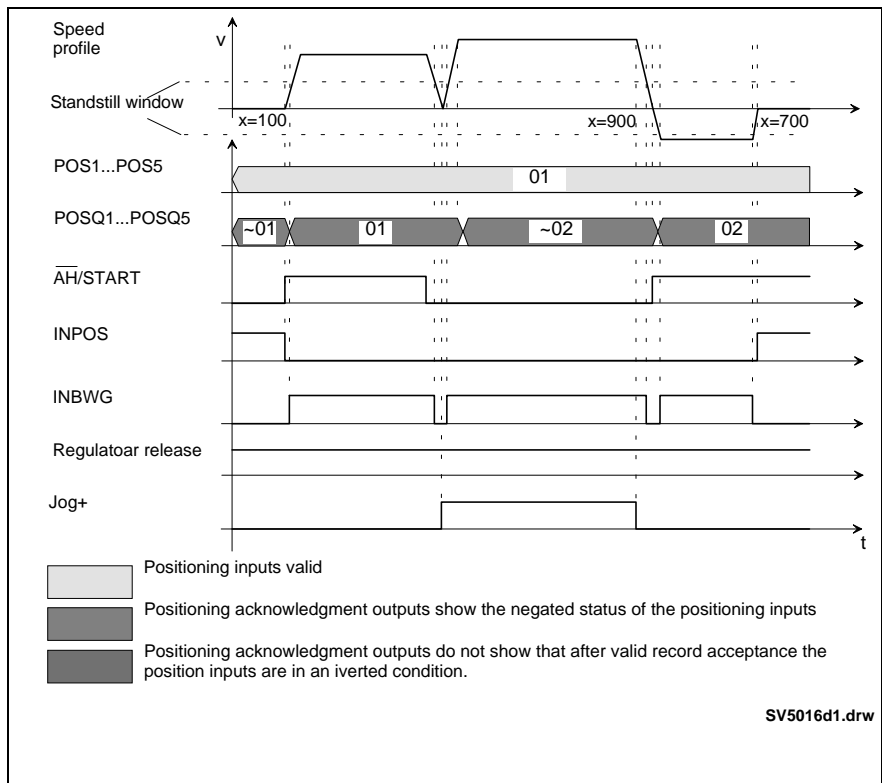 Speed
profile
v
Standstill window
x=100
x=900
x=700
POS1...POS5
01
POSQ1...POSQ5
~01
01
~02
02
AH/START
INPOS
INBWG
Regulatoar release
Jog+
t
Positioning inputs valid
Positioning acknowledgment outputs show the negated status of the positioning inputs
Positioning acknowledgment outputs do not show that after valid record acceptance the
position inputs are in an iverted condition.
SV5016d1.drw